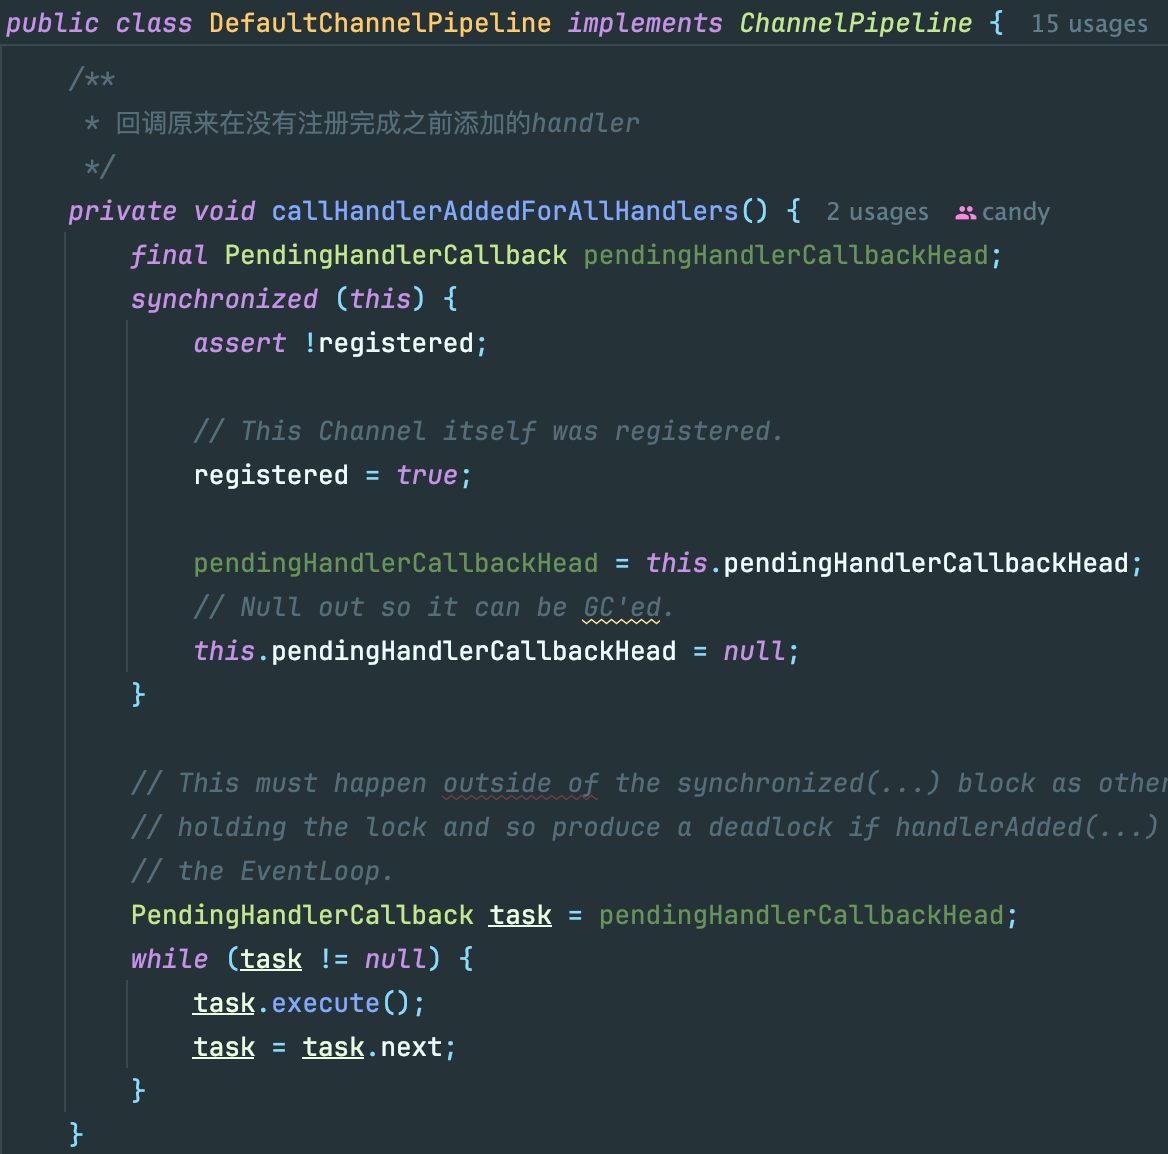 public class DefaultChannelPipeline implements ChannelPipeline { 15 usages
/**
* 回调原来在没有注册完成之前添加的handler
*/
private void callHandlerAddedForAllHandlers() { 2 usages candy
final PendingHandlerCallback pendingHandlerCallbackHead;
synchronized (this) {
assert !registered;
// This Channel itself was registered.
registered = true;
pendingHandlerCallbackHead = this.pendingHandlerCallbackHead;
// Null out so it can be GC'ed.
this.pendingHandlerCallbackHead = null;
}
// This must happen outside of the synchronized(...) block as other
// holding the lock and so produce a deadlock if handlerAdded(...)
// the EventLoop.
PendingHandlerCallback task = pendingHandlerCallbackHead;
while (task != null) {
task.execute();
task = task.next;
}
}